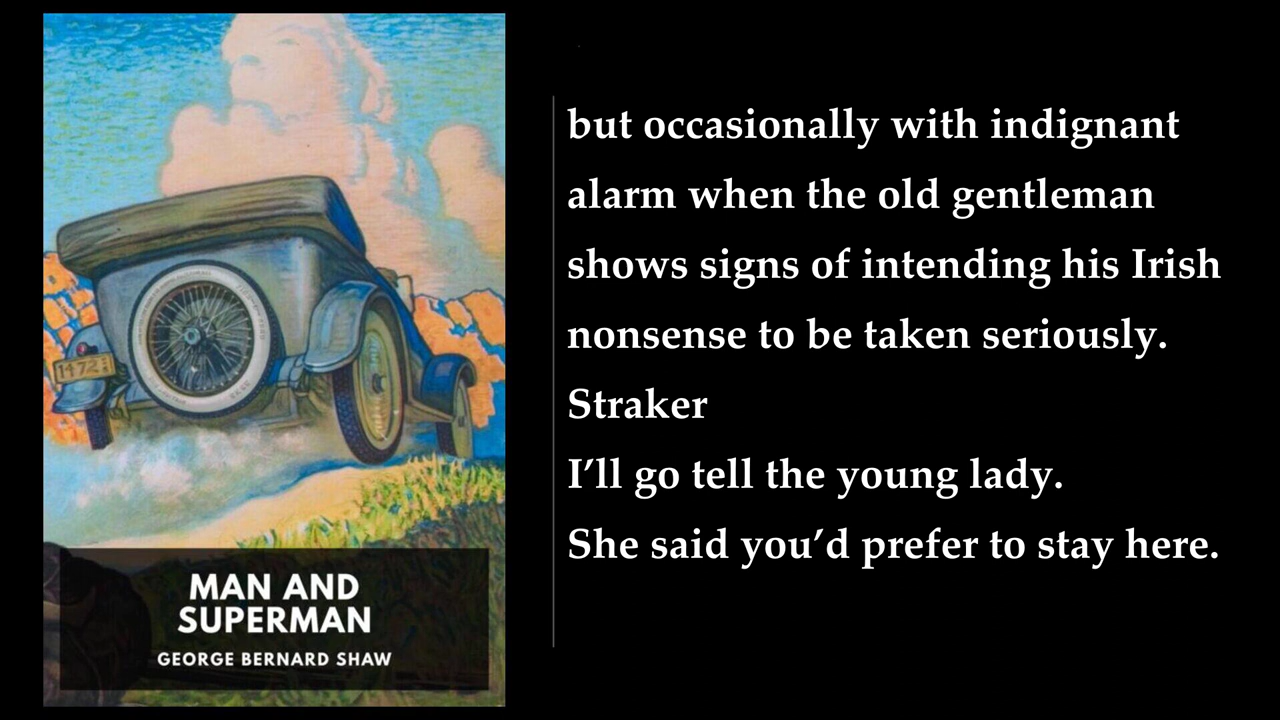 but occasionally with indignant
alarm when the old gentleman
shows signs of intending his Irish
nonsense to be taken seriously.
Straker
I’ll go tell the young lady.
She said you’d prefer to stay here.
1472
MAN AND
SUPERMAN
GEORGE BERNARD SHAW